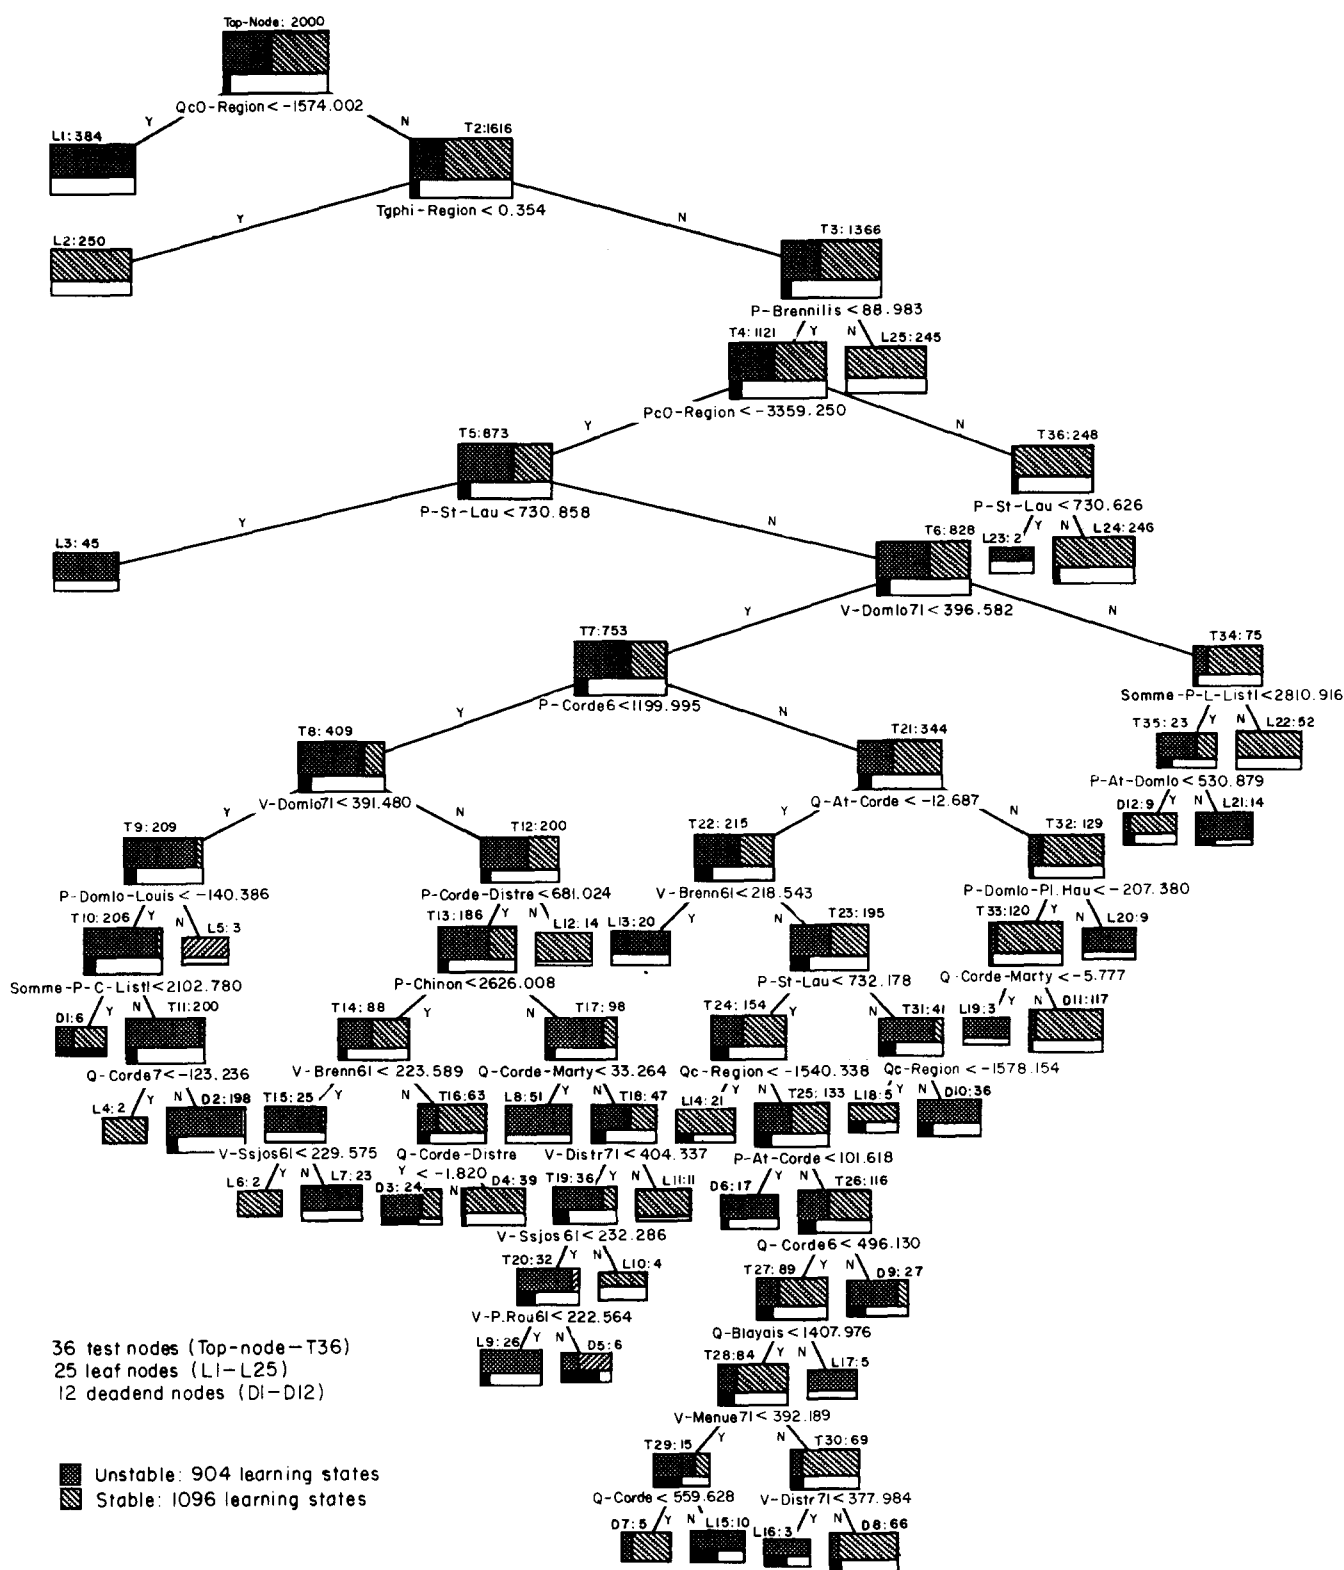 Top-Node: 2000
QcO-Region < -1574.002
Y
N
L1:384
T2:1616
Tgphi-Region < 0.354
Y
N
L2:250
T3:1366
P-Brennilis < 88.983
T4:1121
Y
N
L25:245
PcO-Region < -3359.250
Y
N
T5:873
T36:248
P-St-Lau < 730.858
P-St-Lau < 730.626
Y
N
Y
N
L3:45
T6:828
L23:2
L24:246
V-Domlo71 < 396.582
Y
N
T7:753
T34:75
P-Corde6 < 1199.995
Somme-P-L-List1 < 2810.916
Y
N
T35:23
Y
N
L22:52
T8:409
T21:344
P-At-Domlo < 530.879
V-Domlo71 < 391.480
Q-At-Corde < -12.687
Y
N
Y
N
D12:9
Y
N
L21:14
T9:209
T12:200
T22:215
T32:129
P-Domlo-Louis < -140.386
P-Corde-Distre < 681.024
V-Brenn61 < 218.543
P-Domlo-Pl.Hau < -207.380
T10:206
Y
N
L5:3
T13:186
Y
N
L12:14
L13:20
Y
N
T23:195
T33:120
Y
N
L20:9
Somme-P-C-List1 < 2102.780
P-Chinon < 2626.008
P-St-Lau < 732.178
Q-Corde-Marty < -5.777
D1:6
Y
N
T11:200
T14:88
Y
N
T17:98
T24:154
Y
N
T31:41
L19:3
Y
N
D11:117
Q-Corde7 < -123.236
V-Brenn61 < 223.589
Q-Corde-Marty < 33.264
Qc-Region < -1540.338
Qc-Region < -1578.154
L4:2
Y
N
D2:198
T15:25
Y
N
T16:63
L8:51
Y
N
T18:47
L14:21
Y
N
T25:133
L18:5
Y
N
D10:36
V-Ssjos61 < 229.575
Q-Corde-Distre
< -1.820
V-Distr71 < 404.337
P-At-Corde < 101.618
L6:2
Y
N
L7:23
D3:24
Y
N
D4:39
T19:36
Y
N
L11:11
D6:17
Y
N
T26:116
V-Ssjos61 < 232.286
Q-Corde6 < 496.130
T20:32
Y
N
L10:4
T27:89
Y
N
D9:27
V-P.Rou61 < 222.564
Q-Blayais < 1407.976
L9:26
Y
N
D5:6
T28:84
Y
N
L17:5
V-Menue71 < 392.189
Y
N
T29:15
T30:69
Q-Corde < 559.628
V-Distr71 < 377.984
D7:5
Y
N
L15:10
L16:3
Y
N
D8:66
36 test nodes (Top-node-T36)
25 leaf nodes (L1-L25)
12 deadend nodes (D1-D12)
Unstable: 904 learning states
Stable: 1096 learning states